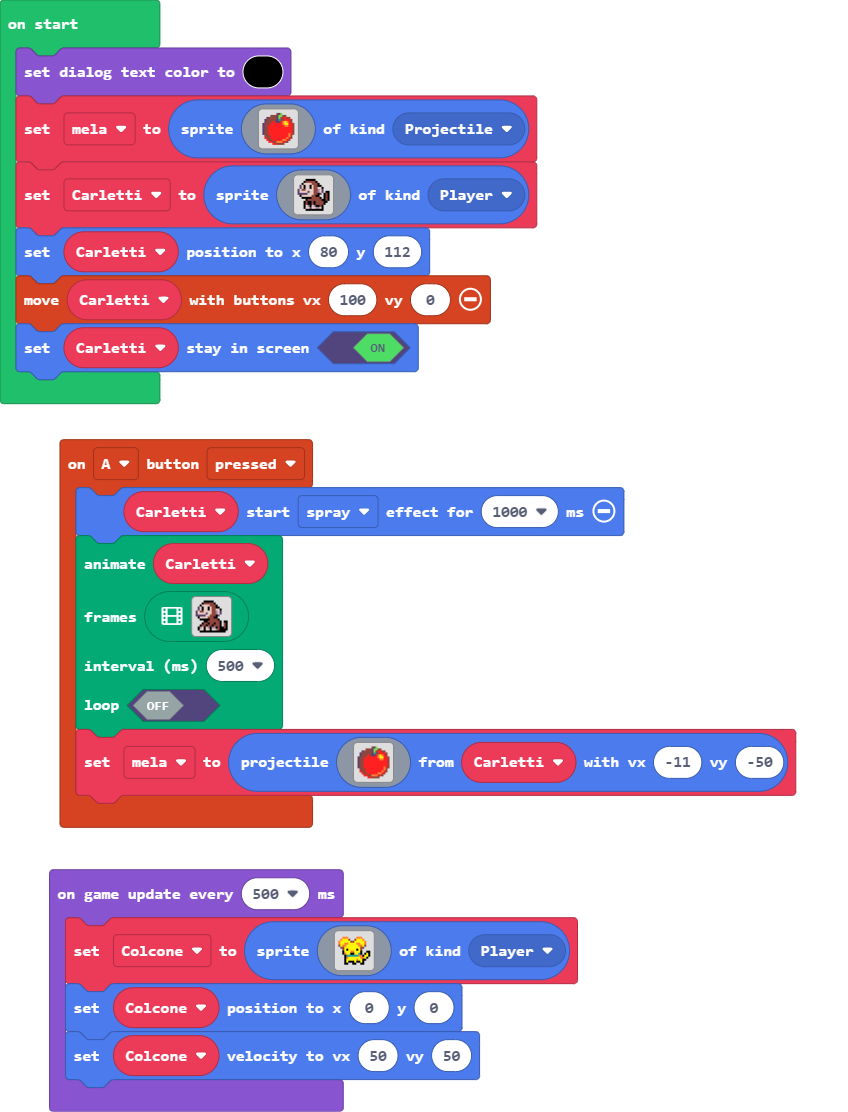 on start
set dialog text color to
set mela to sprite of kind Projectile
set Carletti to sprite of kind Player
set Carletti position to x 80 y 112
move Carletti with buttons vx 100 vy 0
set Carletti stay in screen ON
on A button pressed
Carletti start spray effect for 1000 ms
animate Carletti
frames
interval (ms) 500
loop OFF
set mela to projectile from Carletti with vx -11 vy -50
on game update every 500 ms
set Colcone to sprite of kind Player
set Colcone position to x 0 y 0
set Colcone velocity to vx 50 vy 50